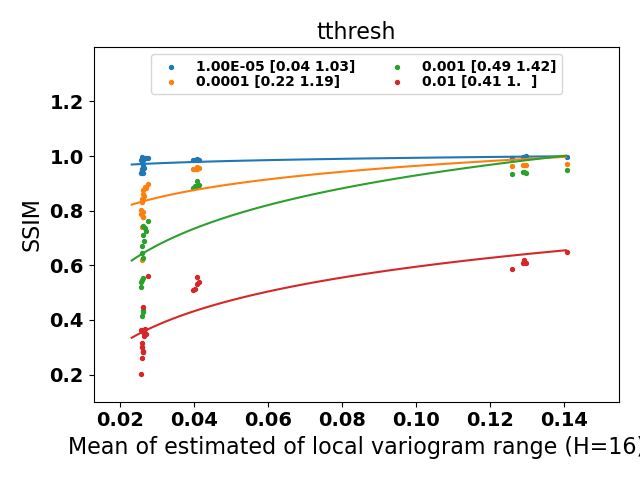 tthresh
1.00E-05 [0.04 1.03]
0.0001 [0.22 1.19]
0.001 [0.49 1.42]
0.01 [0.41 1.  ]
SSIM
1.2
1.0
0.8
0.6
0.4
0.2
0.02 0.04 0.06 0.08 0.10 0.12 0.14
Mean of estimated of local variogram range (H=16)